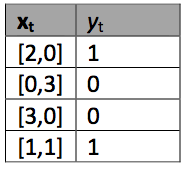 xt yt
[2,0] 1
[0,3] 0
[3,0] 0
[1,1] 1